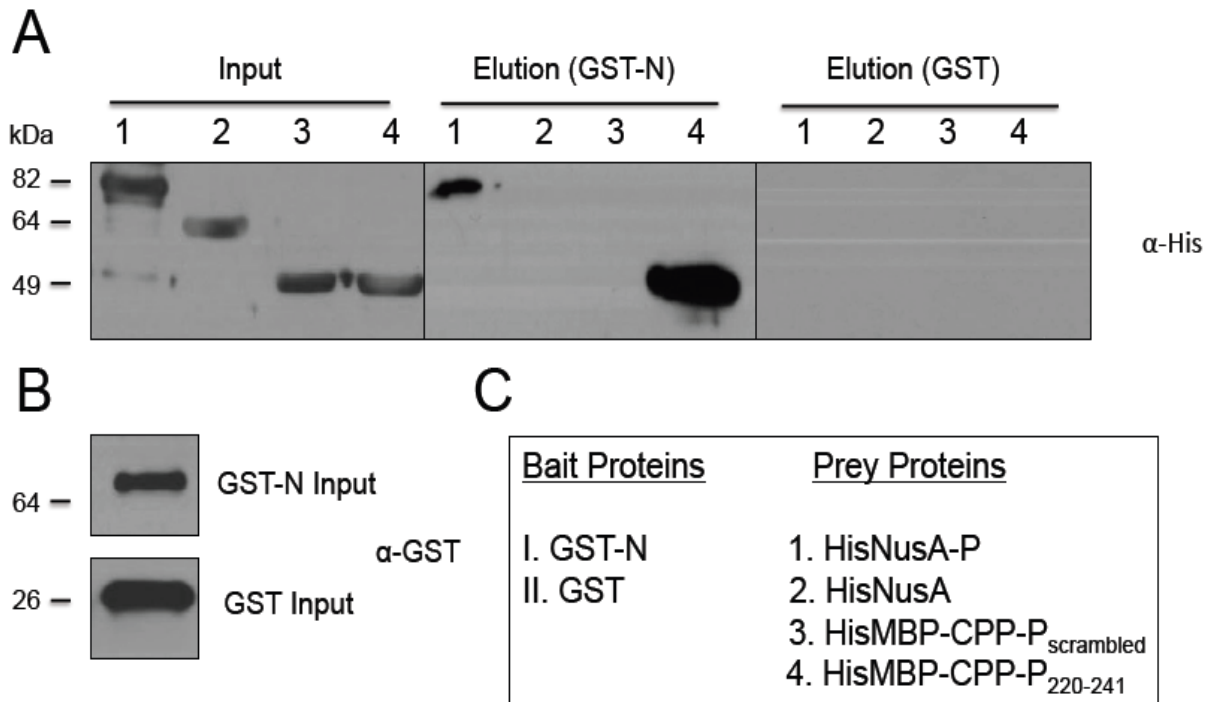 A
Input
Elution (GST-N)
Elution (GST)
kDa
1 2 3 4
1 2 3 4
1 2 3 4
82
64
49
α-His
B
64
GST-N Input
α-GST
26
GST Input
C
Bait Proteins
I. GST-N
II. GST
Prey Proteins
1. HisNusA-P
2. HisNusA
3. HisMBP-CPP-Pscrambled
4. HisMBP-CPP-P220-241